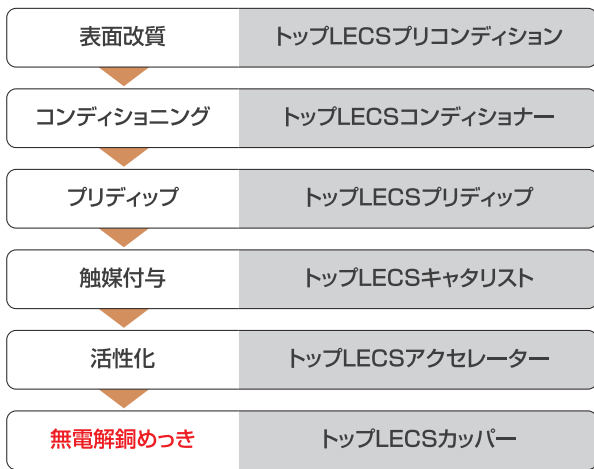 表面改質 トップLECSプリコンディション
コンディショニング トップLECSコンディショナー
プリディップ トップLECSプリディップ
触媒付与 トップLECSキャタリスト
活性化 トップLECSアクセレーター
無電解銅めっき トップLECSカッパー